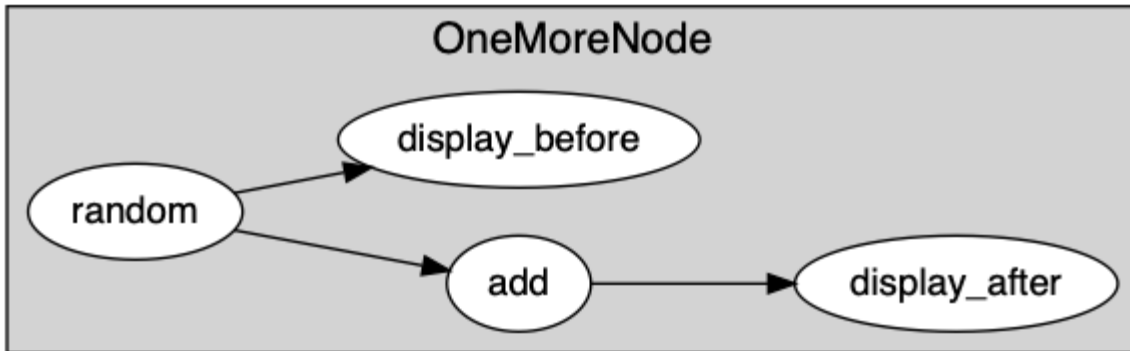 OneMoreNode
display_before
random
add
display_after